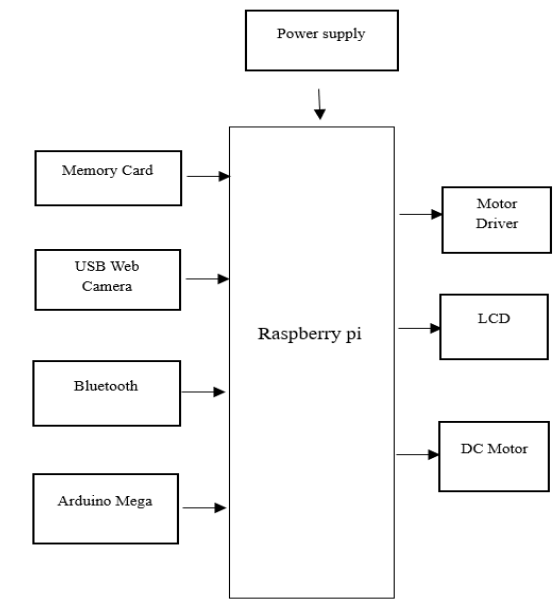 Power supply
Memory Card
USB Web
Camera
Bluetooth
Arduino Mega
Raspberry pi
Motor
Driver
LCD
DC Motor